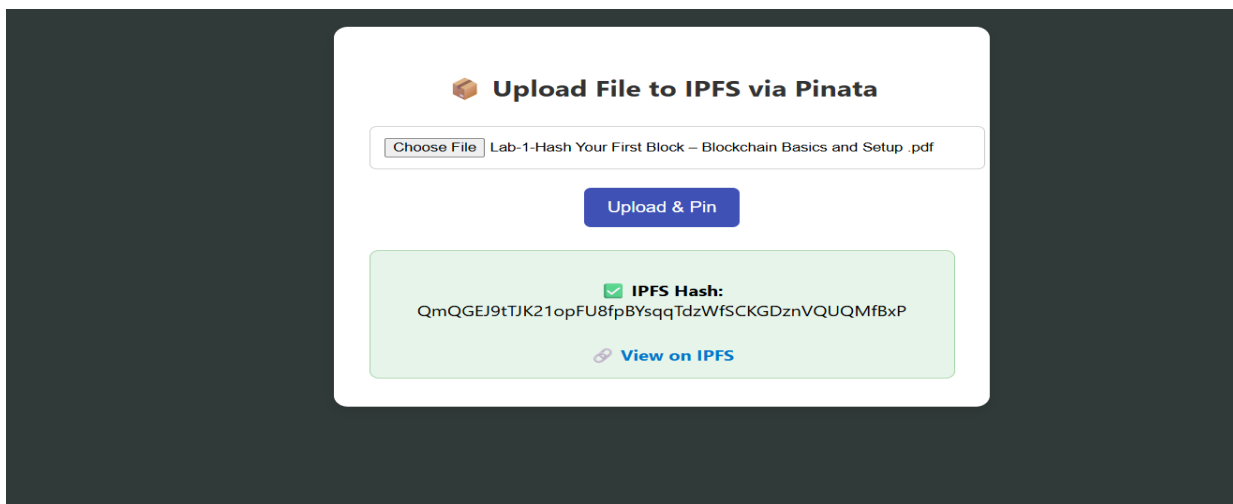 📦 Upload File to IPFS via Pinata
Choose File Lab-1-Hash Your First Block – Blockchain Basics and Setup .pdf
Upload & Pin
✅ IPFS Hash:
QmQGEJ9tTJK21opFU8fpBYsqqTdzWfSCKGDznVQUQMfBxP
🔗 View on IPFS